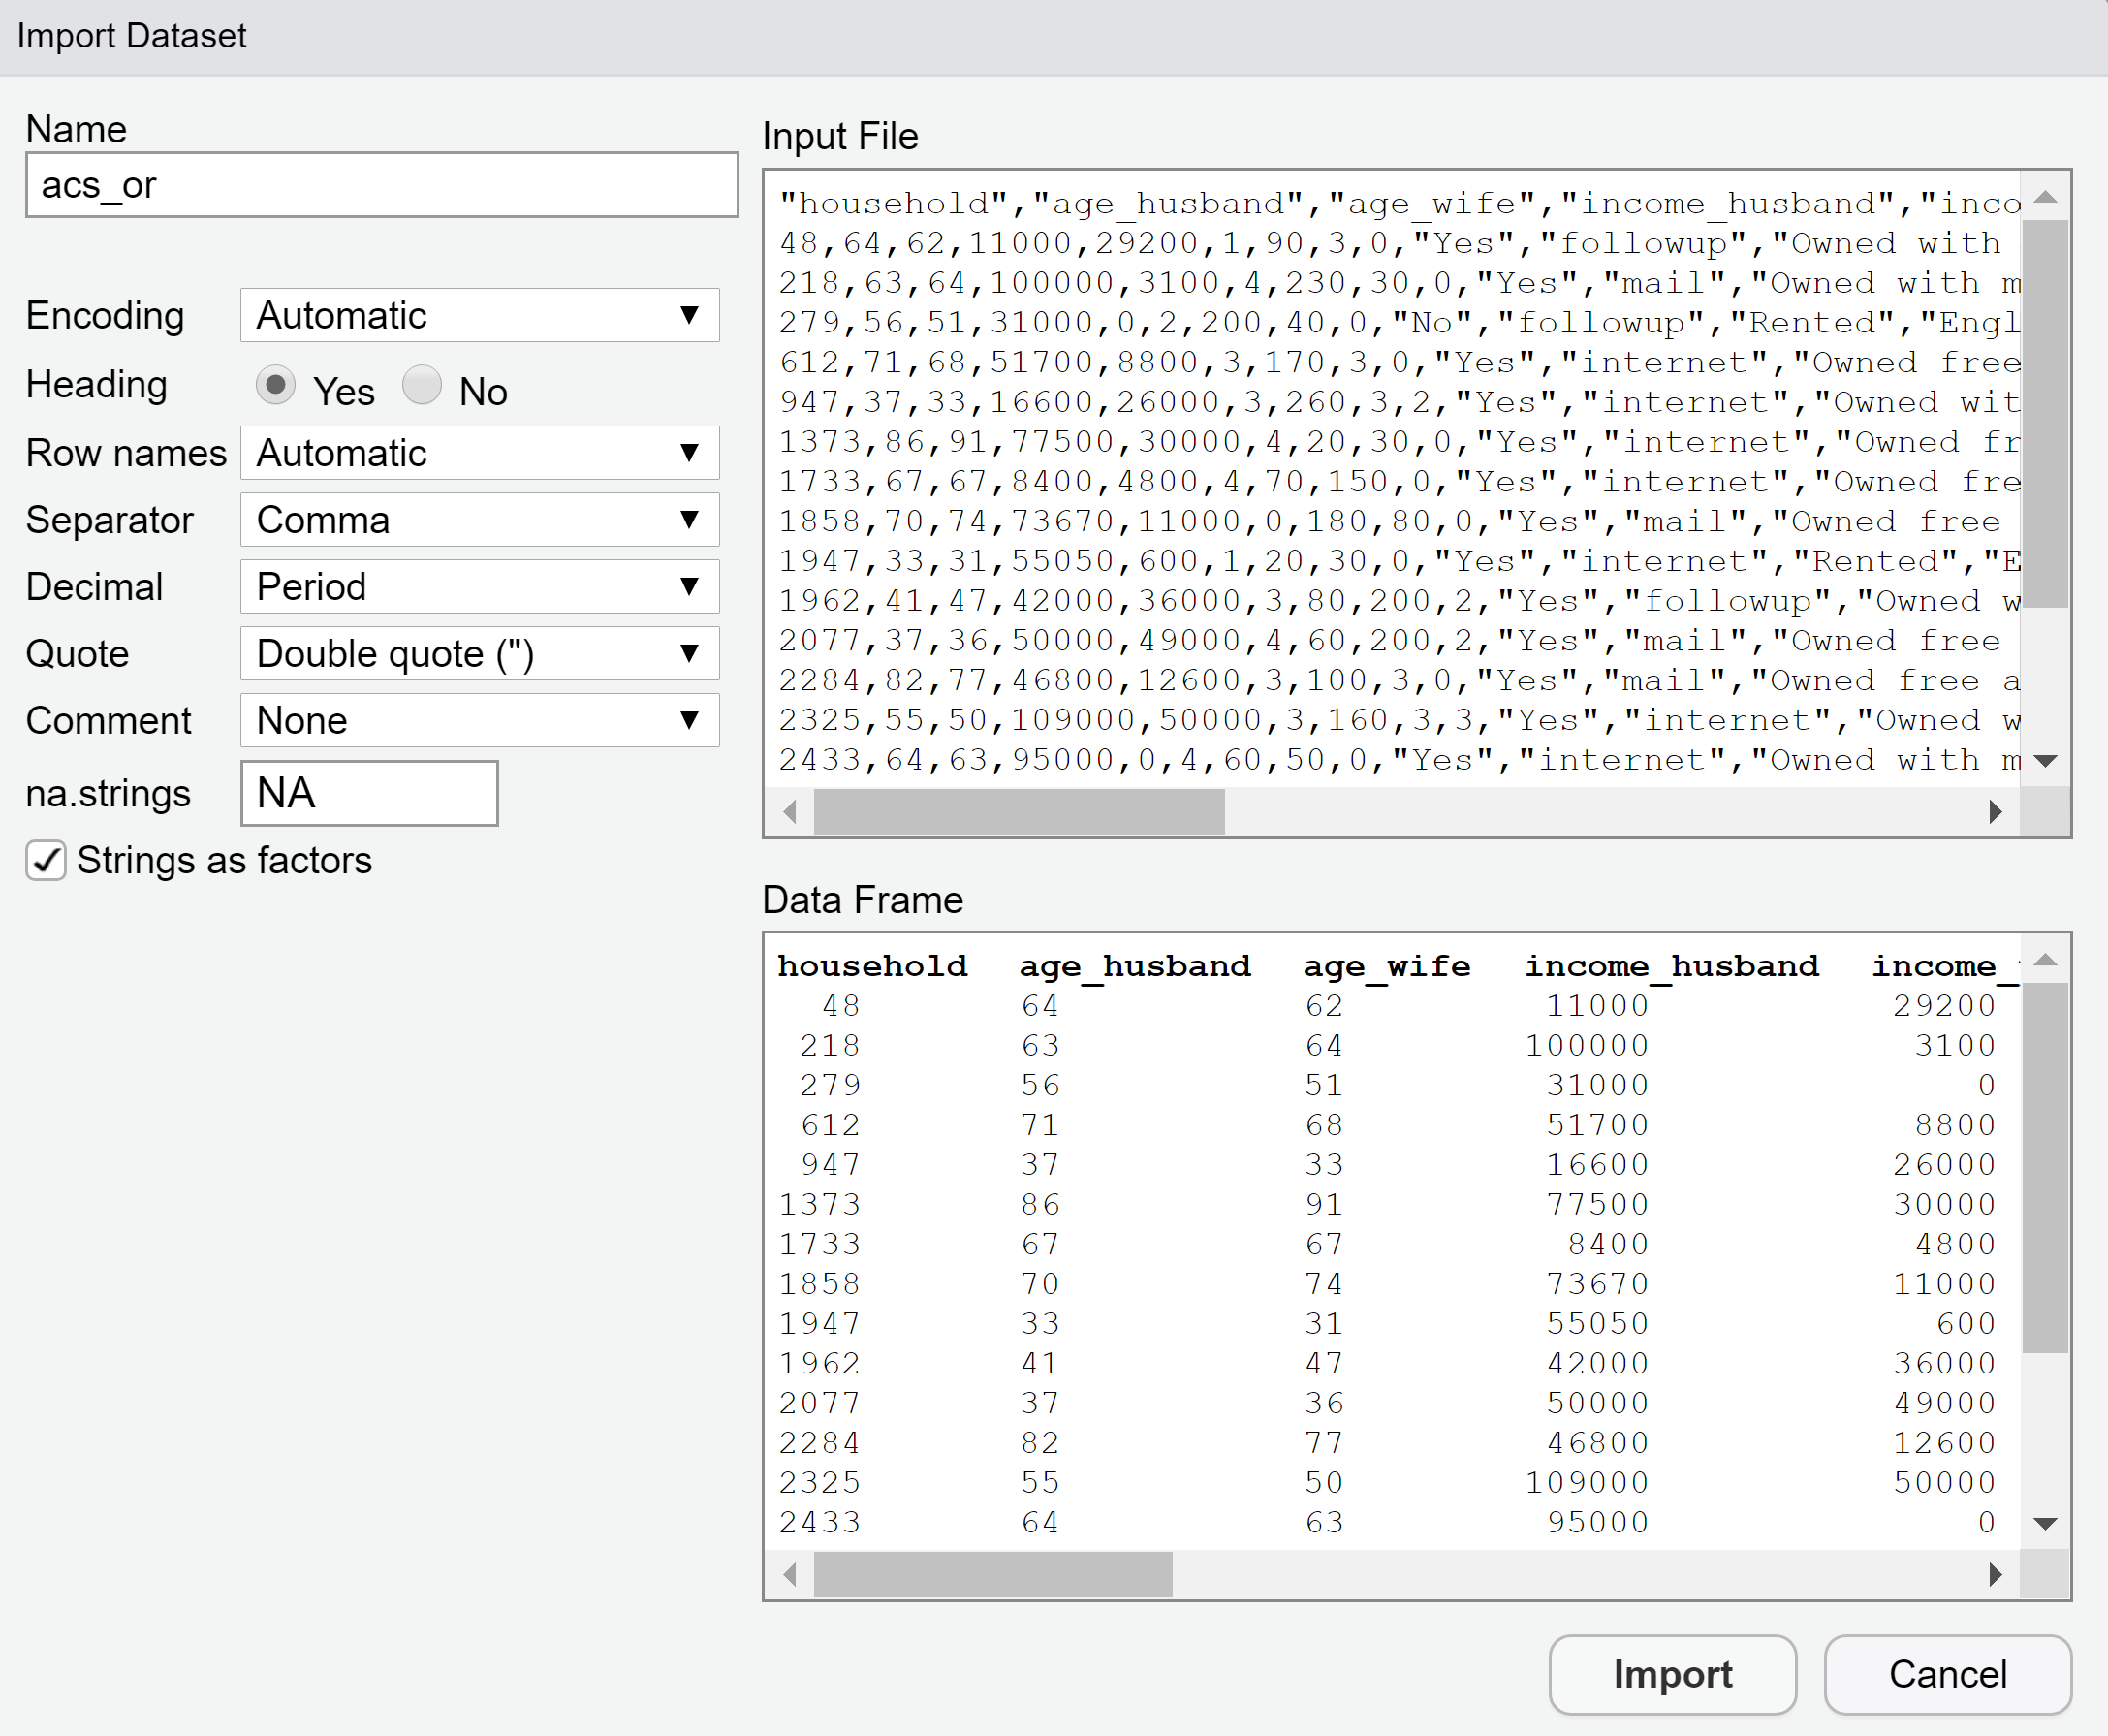 Import Dataset
Name
acs_or
Encoding Automatic
Heading Yes No
Row names Automatic
Separator Comma
Decimal Period
Quote Double quote (")
Comment None
na.strings NA
Strings as factors
Input File
"household","age_husband","age_wife","income_husband","inco
48,64,62,11000,29200,1,90,3,0,"Yes","followup","Owned with
218,63,64,100000,3100,4,230,30,0,"Yes","mail","Owned with m
279,56,51,31000,0,2,200,40,0,"No","followup","Rented","Engl
612,71,68,51700,8800,3,170,3,0,"Yes","internet","Owned free
947,37,33,16600,26000,3,260,3,2,"Yes","internet","Owned wit
1373,86,91,77500,30000,4,20,30,0,"Yes","internet","Owned fr
1733,67,67,8400,4800,4,70,150,0,"Yes","internet","Owned fre
1858,70,74,73670,11000,0,180,80,0,"Yes","mail","Owned free
1947,33,31,55050,600,1,20,30,0,"Yes","internet","Rented","E
1962,41,47,42000,36000,3,80,200,2,"Yes","followup","Owned w
2077,37,36,50000,49000,4,60,200,2,"Yes","mail","Owned free
2284,82,77,46800,12600,3,100,3,0,"Yes","mail","Owned free a
2325,55,50,109000,50000,3,160,3,3,"Yes","internet","Owned w
2433,64,63,95000,0,4,60,50,0,"Yes","internet","Owned with m
Data Frame
household age_husband age_wife income_husband income_
48 64 62 11000 29200
218 63 64 100000 3100
279 56 51 31000 0
612 71 68 51700 8800
947 37 33 16600 26000
1373 86 91 77500 30000
1733 67 67 8400 4800
1858 70 74 73670 11000
1947 33 31 55050 600
1962 41 47 42000 36000
2077 37 36 50000 49000
2284 82 77 46800 12600
2325 55 50 109000 50000
2433 64 63 95000 0
Import Cancel